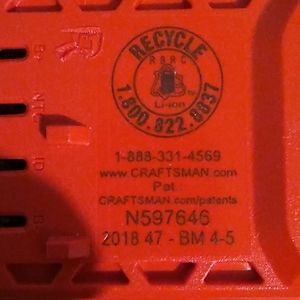 RECYCLE
RBRC
Li-ion
1.800.822.8837
1-888-331-4569
www.CRAFTSMAN.com
Pat.
CRAFTSMAN.com/patents
N597646
2018 47 - BM 4-5
B+
ID